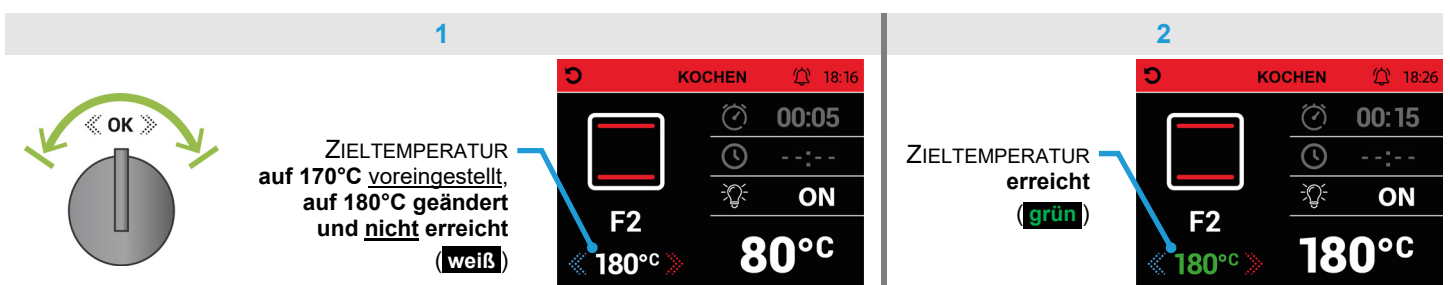 1
2
OK
ZIELTEMPERATUR
auf 170°C voreingestellt,
auf 180°C geändert
und nicht erreicht
( weiß )
KOCHEN 18:16
00:05
--:--
ON
F2
180°C
80°C
ZIELTEMPERATUR
erreicht
( grün )
KOCHEN 18:26
00:15
--:--
ON
F2
180°C
180°C